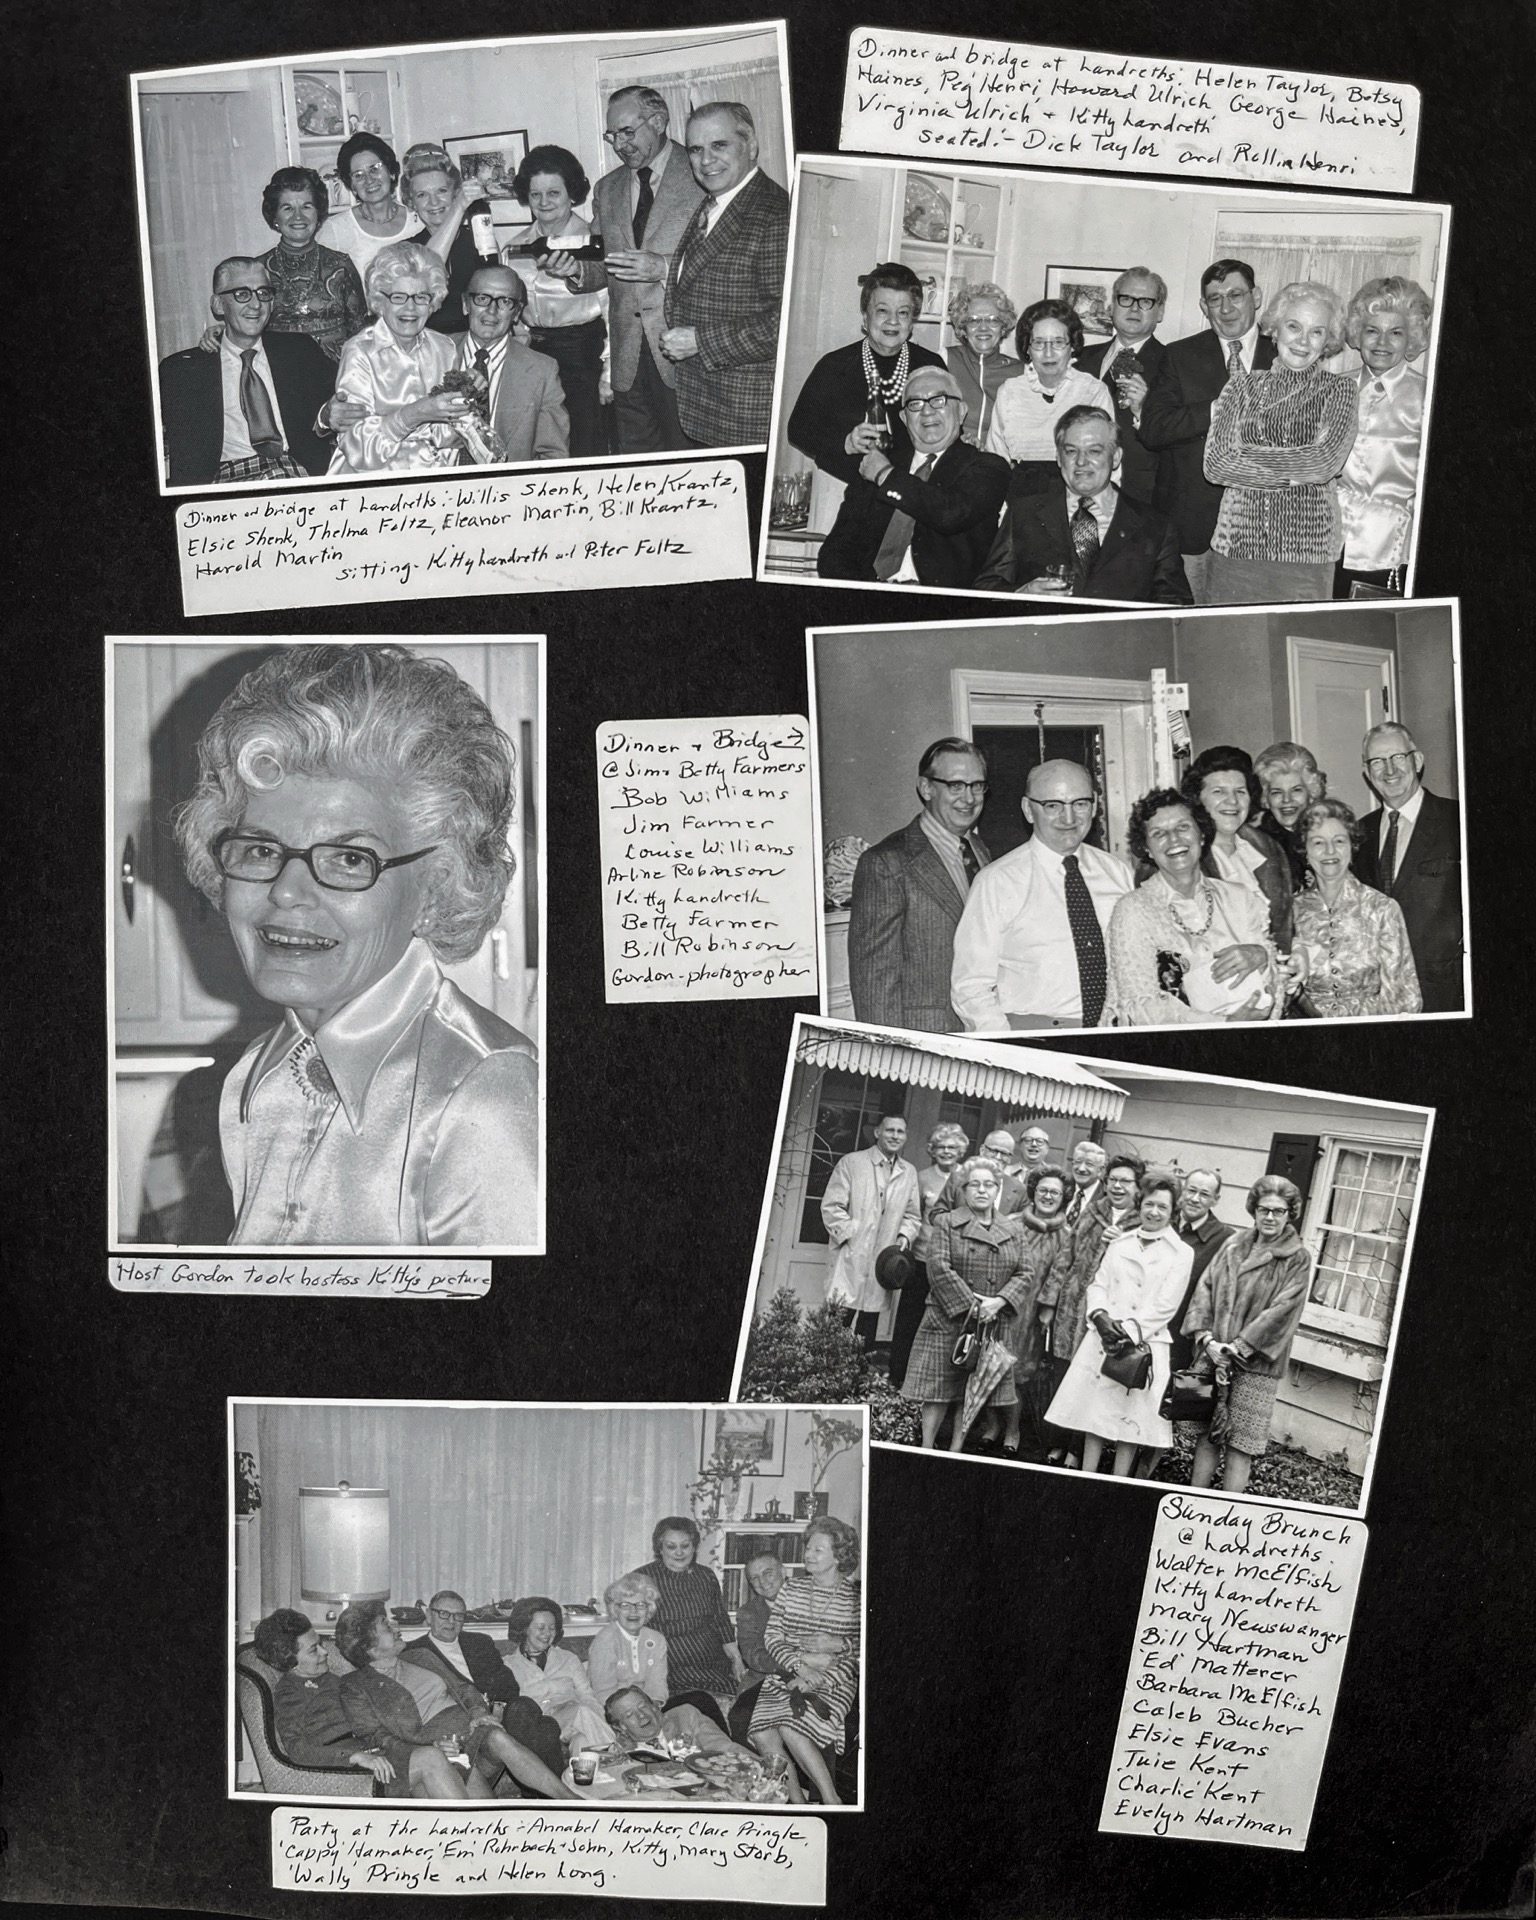 Dinner and bridge at Landreths: Helen Taylor, Betsy
Haines, Peg Henri, Howard Ulrich George Haines,
Virginia Ulrich + Kitty Landreth
seated:- Dick Taylor and Rollin Henri
Dinner and bridge at Landreths:- Willis Shenk, Helen Krantz,
Elsie Shenk, Thelma Foltz, Eleanor Martin, Bill Krantz,
Harold Martin
sitting- Kitty Landreth and Peter Foltz
Dinner + Bridge →
@ Jim + Betty Farmers
Bob Williams
Jim Farmer
Louise Williams
Arline Robinson
Kitty Landreth
Betty Farmer
Bill Robinson
Gordon-photographer
Host Gordon took hostess Kitty's picture
Sunday Brunch
@ Landreths.
Walter McElfish
Kitty Landreth
Mary Newswanger
Bill Hartman
'Ed' Matterer
Barbara McElfish
Caleb Bucher
Elsie Evans
Tuie Kent
'Charlie' Kent
Evelyn Hartman
Party at the Landreths:- Annabel Hamaker, Clare Pringle,
'Cappy' Hamaker, 'Em' Rohrbach + John, Kitty, Mary Storb,
'Wally' Pringle and Helen Long.